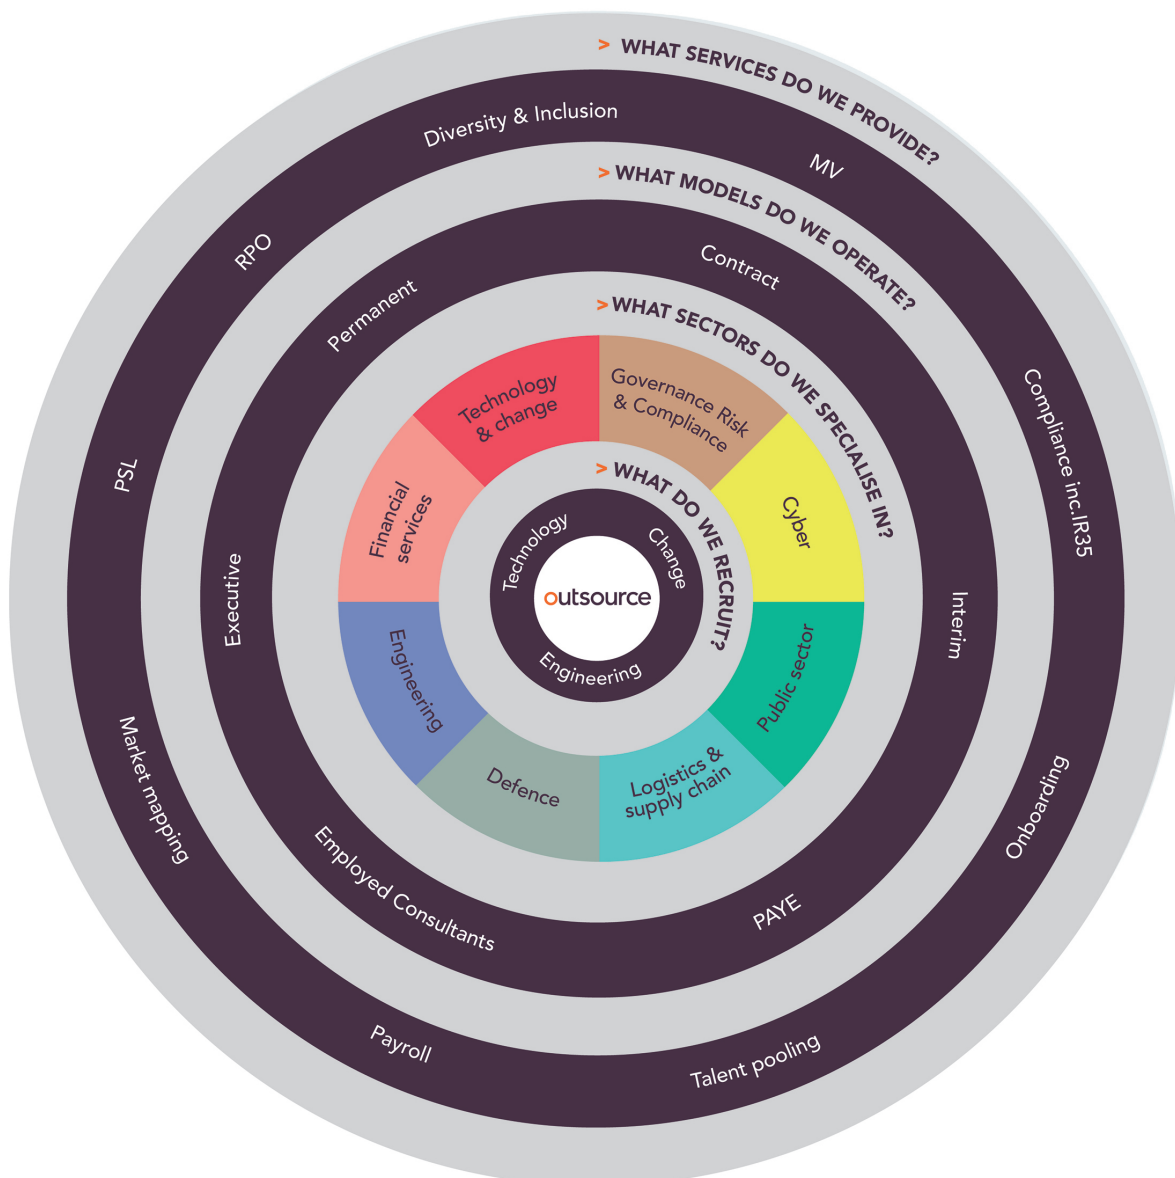 > WHAT SERVICES DO WE PROVIDE?
Diversity & Inclusion
MV
Compliance inc.IR35
Onboarding
Talent pooling
Payroll
Market mapping
PSL
RPO
> WHAT MODELS DO WE OPERATE?
Contract
Interim
PAYE
Employed Consultants
Executive
Permanent
> WHAT SECTORS DO WE SPECIALISE IN?
Governance Risk
& Compliance
Cyber
Public sector
Logistics &
supply chain
Defence
Engineering
Financial
services
Technology
& change
> WHAT DO WE RECRUIT?
Technology
Change
Engineering
outsource